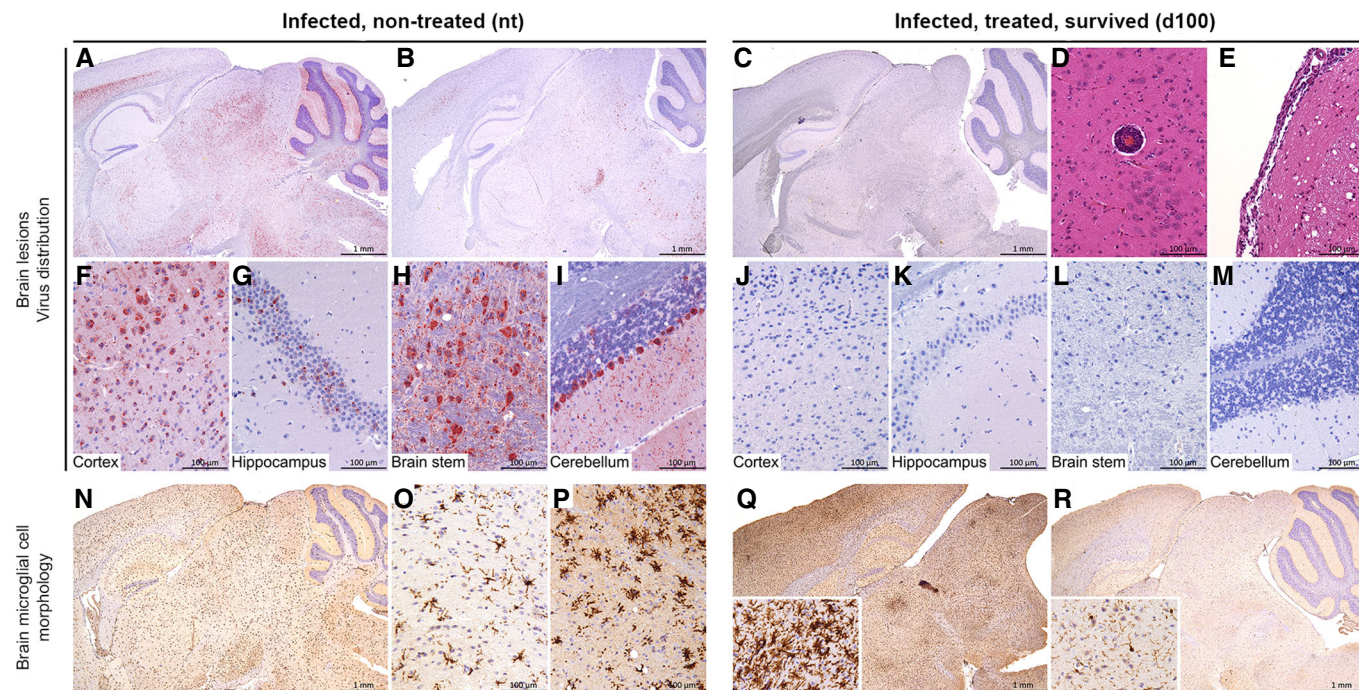 Infected, non-treated (nt)
Infected, treated, survived (d100)
Brain lesions
Virus distribution
A
B
C
D
E
1 mm
1 mm
1 mm
100 µm
100 µm
F
G
H
I
J
K
L
M
Cortex
100 µm
Hippocampus
100 µm
Brain stem
100 µm
Cerebellum
100 µm
Cortex
100 µm
Hippocampus
100 µm
Brain stem
100 µm
Cerebellum
100 µm
Brain microglial cell
morphology
N
O
P
Q
R
1 mm
100 µm
100 µm
1 mm
1 mm